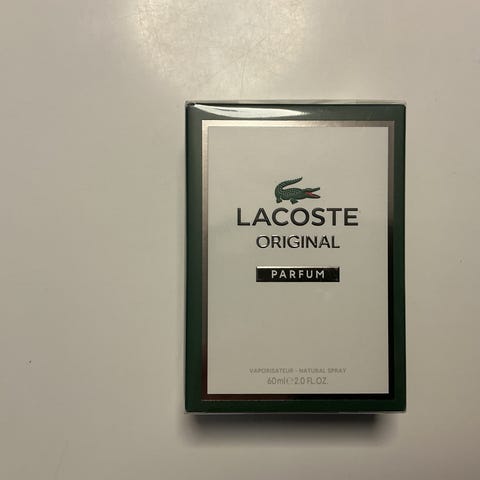 LACOSTE
ORIGINAL
PARFUM
VAPORISATEUR - NATURAL SPRAY
60ml ℮ 2.0 FL.OZ.